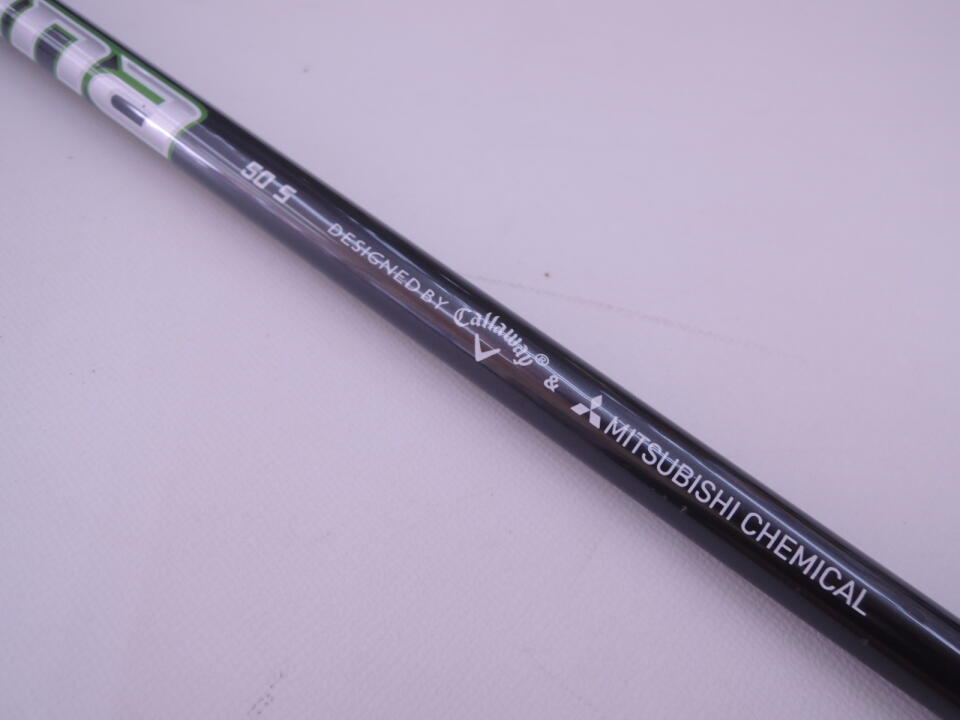 50 S
DESIGNED BY Callaway® & MITSUBISHI CHEMICAL